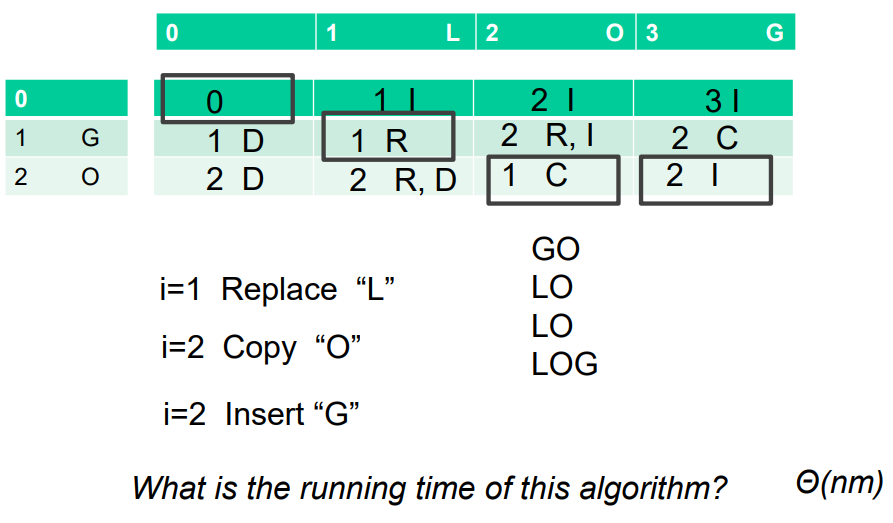 0 1 L 2 O 3 G
0 0 1 I 2 I 3 I
1 G 1 D 1 R 2 R, I 2 C
2 O 2 D 2 R, D 1 C 2 I
GO
i=1 Replace “L” LO
LO
i=2 Copy “O”
LOG
i=2 Insert “G”
What is the running time of this algorithm? Θ(nm)